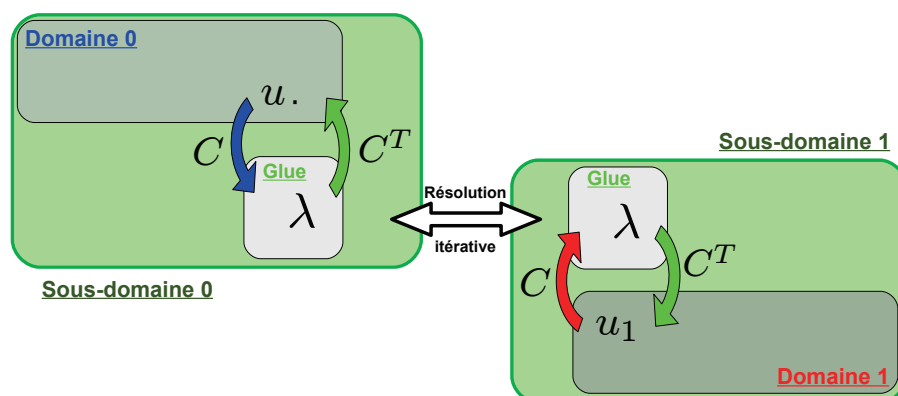 Domaine 0
u .
C
C^T
Glue
λ
Sous-domaine 0
Résolution
itérative
Sous-domaine 1
Glue
λ
C
C^T
u_1
Domaine 1